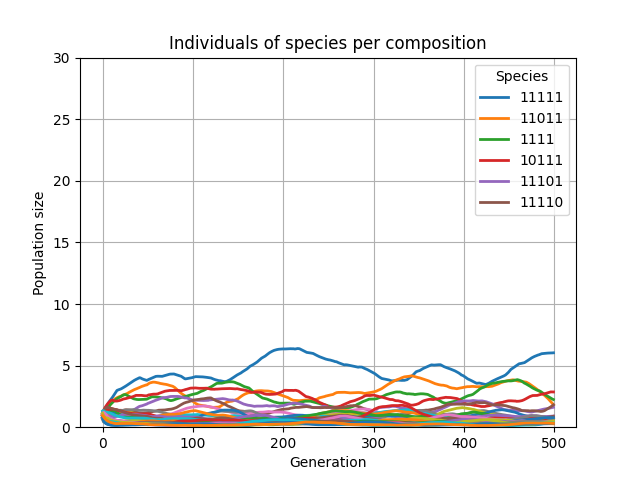 Individuals of species per composition
Species
11111
11011
1111
10111
11101
11110
Population size
30
25
20
15
10
5
0
0 100 200 300 400 500
Generation